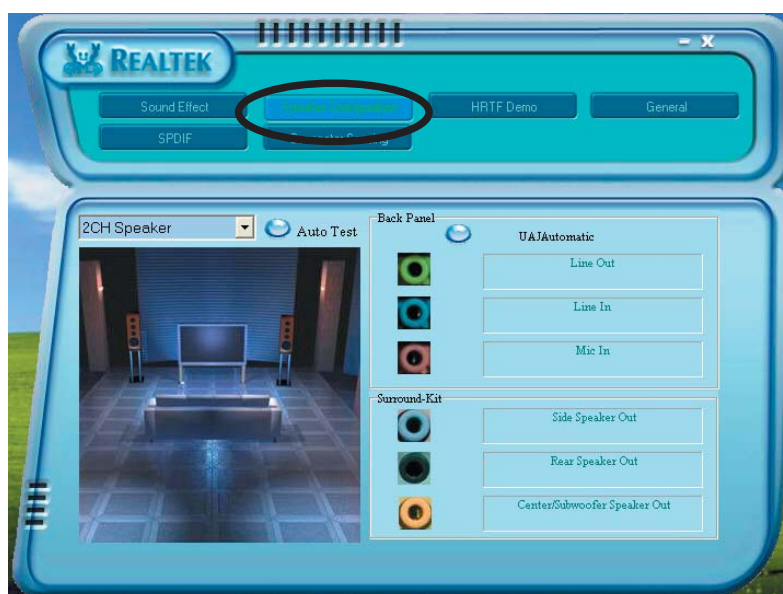 REALTEK
Sound Effect
HRTF Demo
General
SPDIF
2CH Speaker
Auto Test
Back Panel
UAJAutomatic
Line Out
Line In
Mic In
Surround-Kit
Side Speaker Out
Rear Speaker Out
Center/Subwoofer Speaker Out